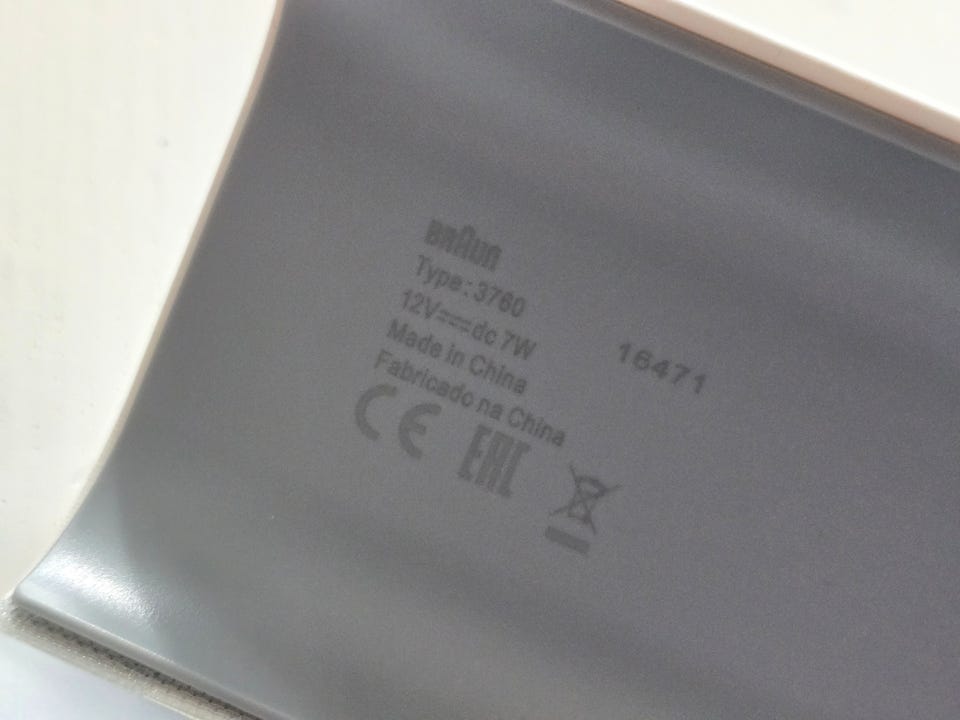 BRAUN
Type: 3760
12V⎓dc 7W
Made in China
Fabricado na China
CE EAC
16471